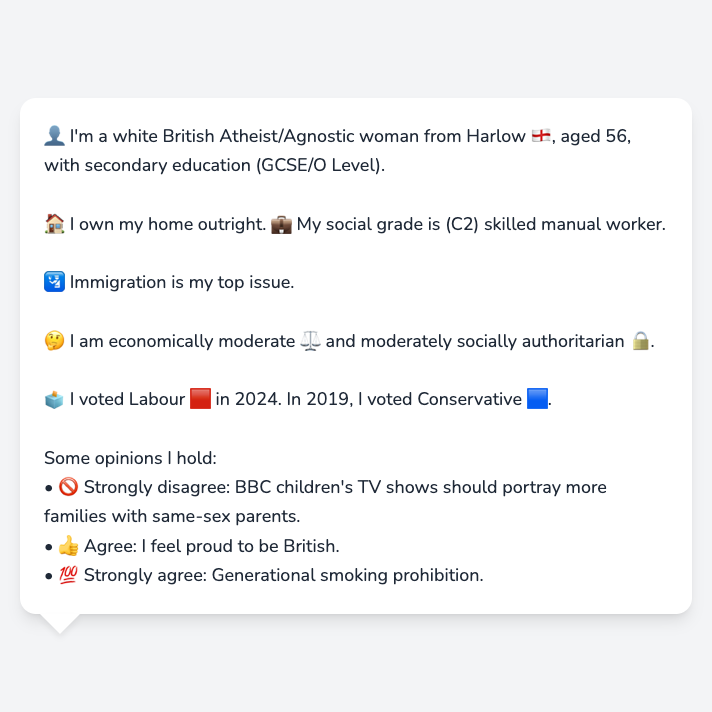 👤 I'm a white British Atheist/Agnostic woman from Harlow 🏴󠁧󠁢󠁥󠁮󠁧󠁿, aged 56,
with secondary education (GCSE/O Level).
🏠 I own my home outright. 💼 My social grade is (C2) skilled manual worker.
🛂 Immigration is my top issue.
🤔 I am economically moderate ⚖️ and moderately socially authoritarian 🔒.
🗳️ I voted Labour 🟥 in 2024. In 2019, I voted Conservative 🟦.
Some opinions I hold:
• 🚫 Strongly disagree: BBC children's TV shows should portray more
families with same-sex parents.
• 👍 Agree: I feel proud to be British.
• 💯 Strongly agree: Generational smoking prohibition.